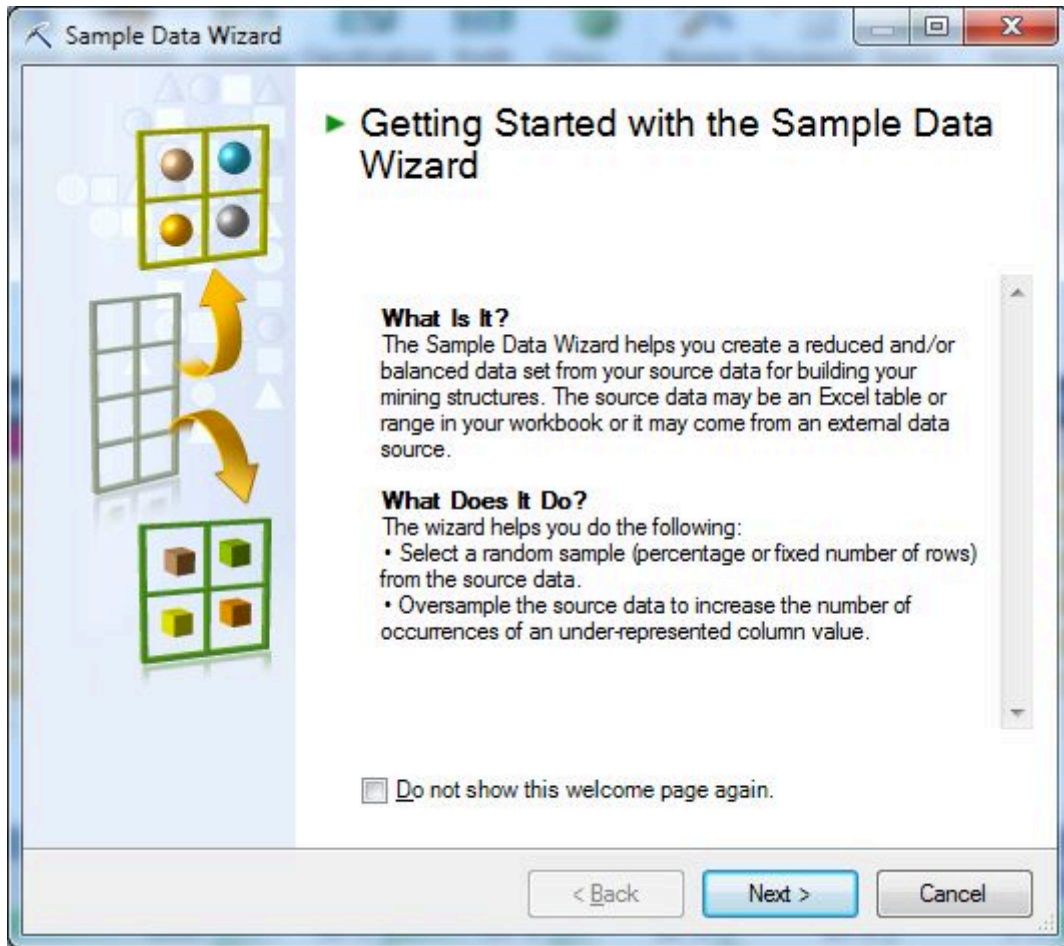 Sample Data Wizard
Getting Started with the Sample Data
Wizard
What Is It?
The Sample Data Wizard helps you create a reduced and/or
balanced data set from your source data for building your
mining structures. The source data may be an Excel table or
range in your workbook or it may come from an external data
source.
What Does It Do?
The wizard helps you do the following:
• Select a random sample (percentage or fixed number of rows)
from the source data.
• Oversample the source data to increase the number of
occurrences of an under-represented column value.
Do not show this welcome page again.
< Back
Next >
Cancel